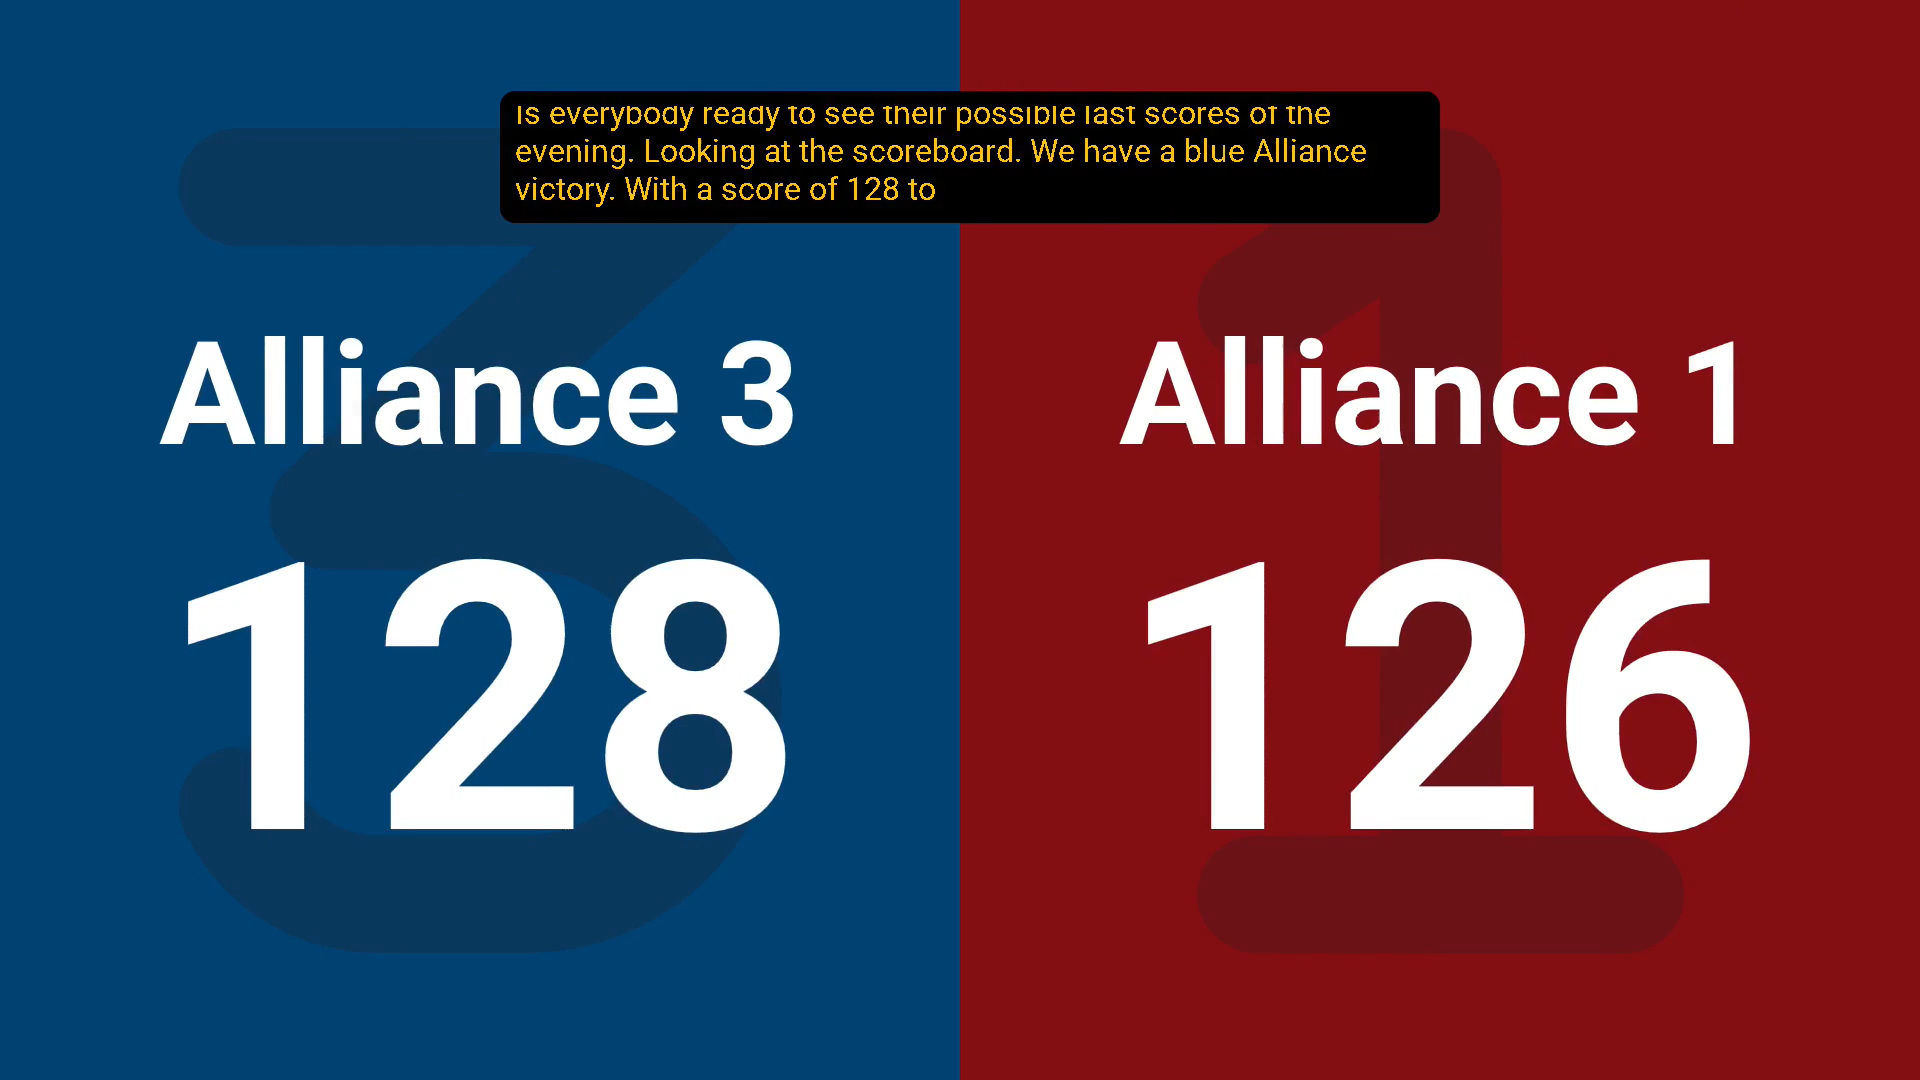 Is everybody ready to see their possible last scores of the
evening. Looking at the scoreboard. We have a blue Alliance
victory. With a score of 128 to
Alliance 3
128
Alliance 1
126